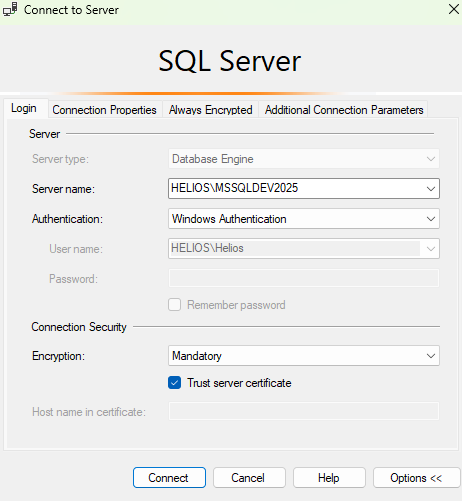 Connect to Server
SQL Server
Login Connection Properties Always Encrypted Additional Connection Parameters
Server
Server type: Database Engine
Server name: HELIOS\MSSQLDEV2025
Authentication: Windows Authentication
User name: HELIOS\Helios
Password:
Remember password
Connection Security
Encryption: Mandatory
Trust server certificate
Host name in certificate:
Connect Cancel Help Options <<